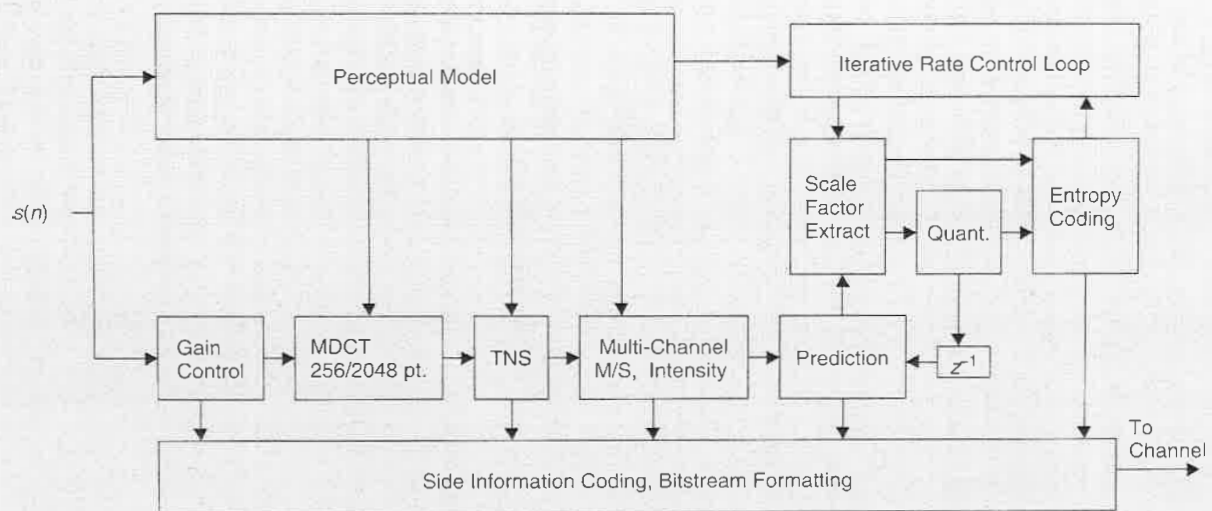 Perceptual Model
Iterative Rate Control Loop
s(n)
Scale
Factor
Extract
Quant.
Entropy
Coding
Gain
Control
MDCT
256/2048 pt.
TNS
Multi-Channel
M/S, Intensity
Prediction
Z⁻¹
To
Channel
Side Information Coding, Bitstream Formatting